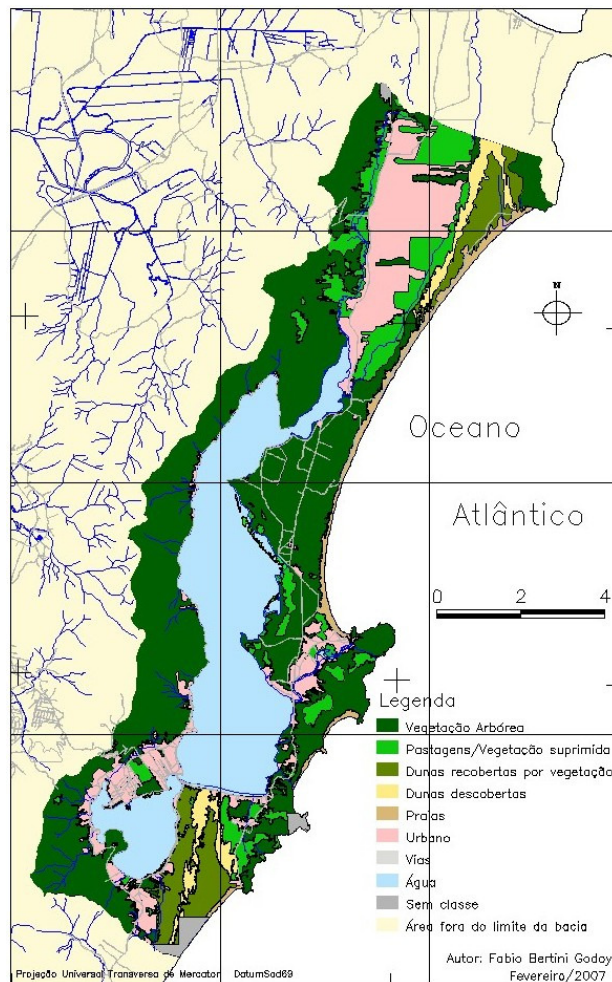 N
Oceano
Atlântico
0 2 4
Legenda
Vegetação Arbórea
Pastagens/Vegetação suprimida
Dunas recobertas por vegetação
Dunas descobertas
Praias
Urbano
Vias
Água
Sem classe
Área fora do limite da bacia
Autor: Fabio Bertini Godoy
Fevereiro/2007
Projeção Universal Transversa de Mercator DatumSad69